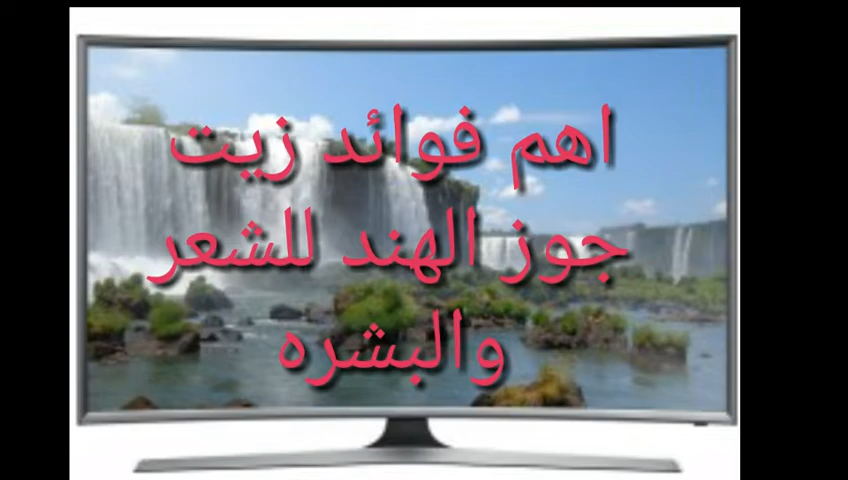 اهم فوائد زيت
جوز الهند للشعر
والبشره